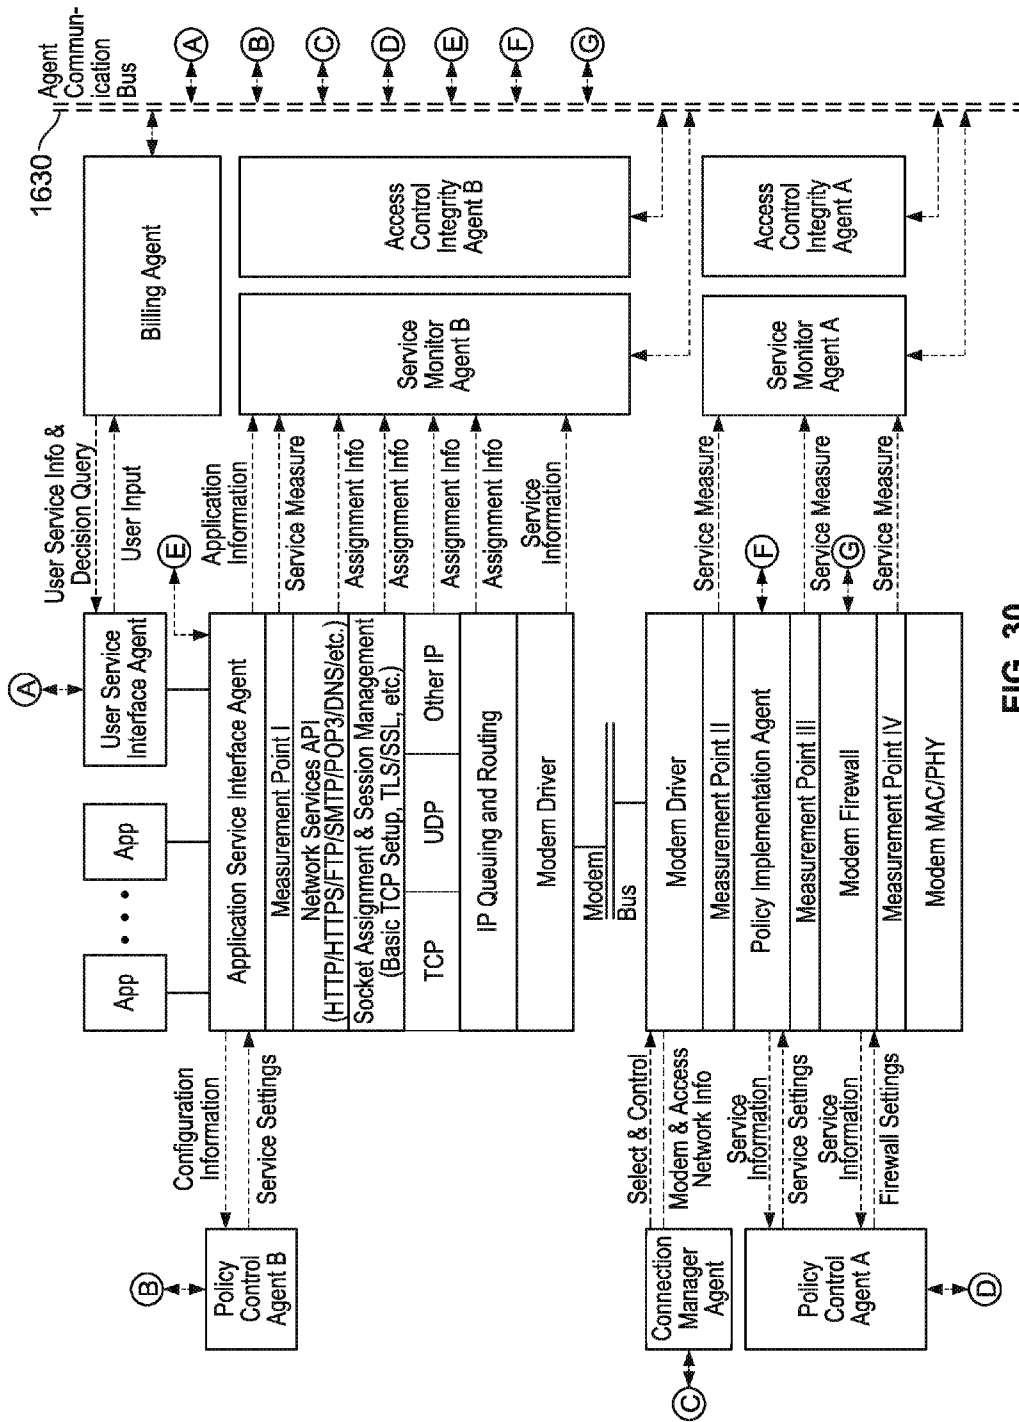 1630
Agent
Commun-
ication
Bus
A
B
C
D
E
F
G
Billing Agent
Access
Control
Integrity
Agent B
Access
Control
Integrity
Agent A
Service
Monitor
Agent B
Service
Monitor
Agent A
User Service Info &
Decision Query
User Input
E
Application
Information
Service Measure
Assignment Info
Assignment Info
Assignment Info
Assignment Info
Service
Information
Service Measure
F
Service Measure
G
Service Measure
A
User Service
Interface Agent
App
App
Application Service Interface Agent
Measurement Point I
Network Services API
(HTTP/HTTPS/FTP/SMTP/POP3/DNS/etc.)
Socket Assignment & Session Management
(Basic TCP Setup, TLS/SSL, etc.)
TCP
UDP
Other IP
IP Queuing and Routing
Modem Driver
Modem
Bus
Modem Driver
Measurement Point II
Policy Implementation Agent
Measurement Point III
Modem Firewall
Measurement Point IV
Modem MAC/PHY
Configuration
Information
Service Settings
Select & Control
Modem & Access
Network Info
Service
Information
Service Settings
Service
Information
Firewall Settings
B
Policy
Control
Agent B
Connection
Manager
Agent
C
Policy
Control
Agent A
D
FIG. 30